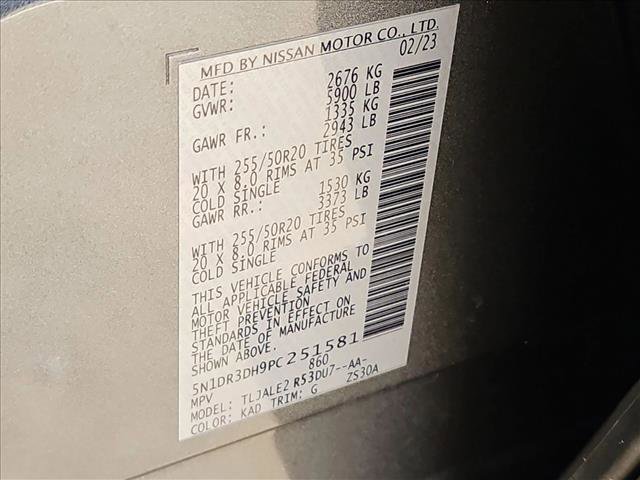 MFD BY NISSAN MOTOR CO., LTD.
DATE: 02/23
GVWR: 2676 KG
5900 LB
GAWR FR.: 1335 KG
2943 LB
WITH 255/50R20 TIRES
20 X 8.0 RIMS AT 35 PSI
COLD SINGLE
GAWR RR.: 1530 KG
3373 LB
WITH 255/50R20 TIRES
20 X 8.0 RIMS AT 35 PSI
COLD SINGLE
THIS VEHICLE CONFORMS TO
ALL APPLICABLE FEDERAL
MOTOR VEHICLE SAFETY AND
THEFT PREVENTION
STANDARDS IN EFFECT ON
THE DATE OF MANUFACTURE
SHOWN ABOVE.
5N1DR3DH9PC251581
MPV 860
MODEL: TLJALE2 R53DU7--AA-
COLOR: KAD TRIM: G ZS30A